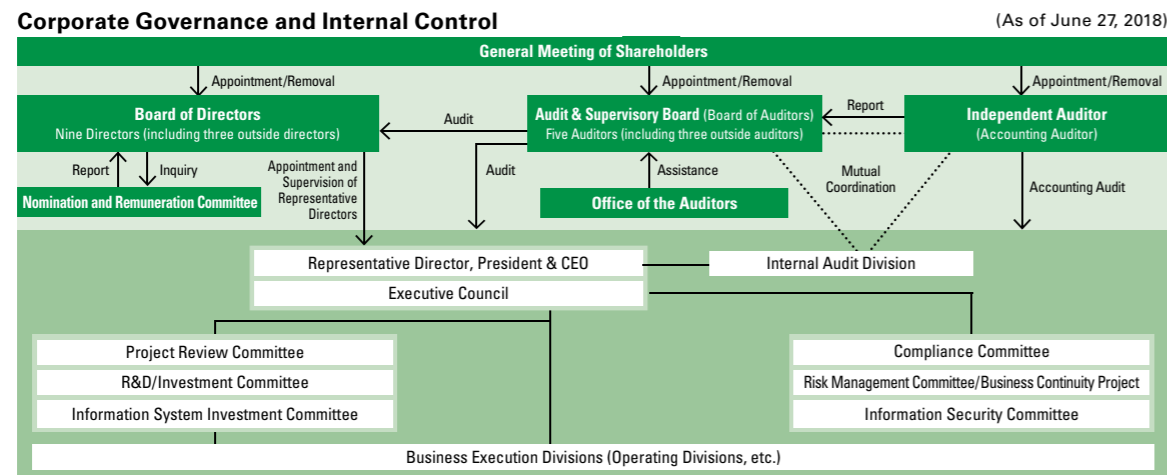 Corporate Governance and Internal Control
(As of June 27, 2018)
General Meeting of Shareholders
Appointment/Removal
Appointment/Removal
Appointment/Removal
Board of Directors
Nine Directors (including three outside directors)
Audit
Audit & Supervisory Board (Board of Auditors)
Five Auditors (including three outside auditors)
Report
Independent Auditor
(Accounting Auditor)
Report
Inquiry
Appointment and
Supervision of
Representative
Directors
Audit
Assistance
Mutual
Coordination
Accounting Audit
Nomination and Remuneration Committee
Office of the Auditors
Representative Director, President & CEO
Internal Audit Division
Executive Council
Project Review Committee
R&D/Investment Committee
Information System Investment Committee
Compliance Committee
Risk Management Committee/Business Continuity Project
Information Security Committee
Business Execution Divisions (Operating Divisions, etc.)